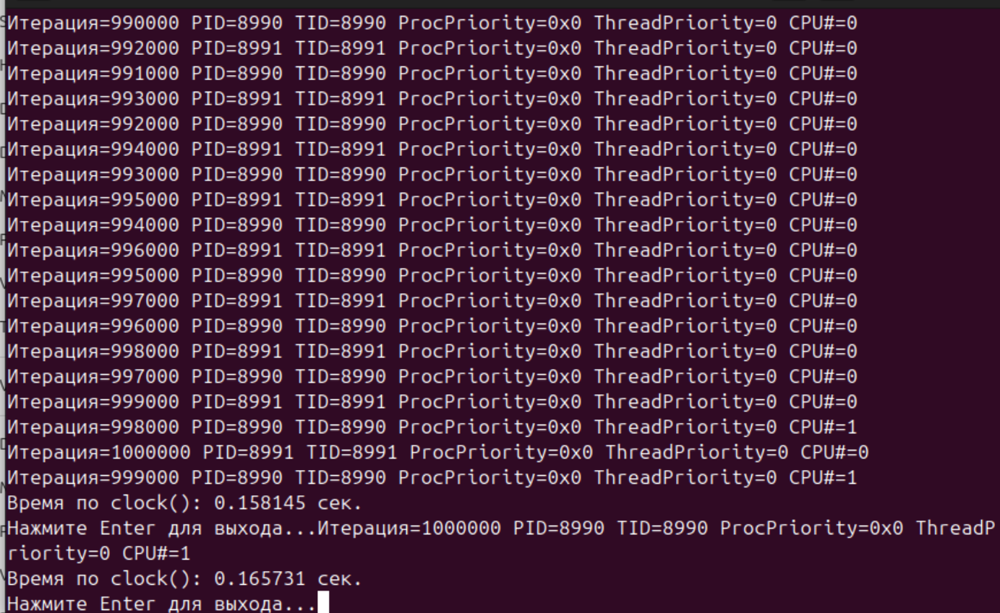 Итерация=990000 PID=8990 TID=8990 ProcPriority=0x0 ThreadPriority=0 CPU#=0
Итерация=992000 PID=8991 TID=8991 ProcPriority=0x0 ThreadPriority=0 CPU#=0
Итерация=991000 PID=8990 TID=8990 ProcPriority=0x0 ThreadPriority=0 CPU#=0
Итерация=993000 PID=8991 TID=8991 ProcPriority=0x0 ThreadPriority=0 CPU#=0
Итерация=992000 PID=8990 TID=8990 ProcPriority=0x0 ThreadPriority=0 CPU#=0
Итерация=994000 PID=8991 TID=8991 ProcPriority=0x0 ThreadPriority=0 CPU#=0
Итерация=993000 PID=8990 TID=8990 ProcPriority=0x0 ThreadPriority=0 CPU#=0
Итерация=995000 PID=8991 TID=8991 ProcPriority=0x0 ThreadPriority=0 CPU#=0
Итерация=994000 PID=8990 TID=8990 ProcPriority=0x0 ThreadPriority=0 CPU#=0
Итерация=996000 PID=8991 TID=8991 ProcPriority=0x0 ThreadPriority=0 CPU#=0
Итерация=995000 PID=8990 TID=8990 ProcPriority=0x0 ThreadPriority=0 CPU#=0
Итерация=997000 PID=8991 TID=8991 ProcPriority=0x0 ThreadPriority=0 CPU#=0
Итерация=996000 PID=8990 TID=8990 ProcPriority=0x0 ThreadPriority=0 CPU#=0
Итерация=998000 PID=8991 TID=8991 ProcPriority=0x0 ThreadPriority=0 CPU#=0
Итерация=997000 PID=8990 TID=8990 ProcPriority=0x0 ThreadPriority=0 CPU#=0
Итерация=999000 PID=8991 TID=8991 ProcPriority=0x0 ThreadPriority=0 CPU#=0
Итерация=998000 PID=8990 TID=8990 ProcPriority=0x0 ThreadPriority=0 CPU#=1
Итерация=1000000 PID=8991 TID=8991 ProcPriority=0x0 ThreadPriority=0 CPU#=0
Итерация=999000 PID=8990 TID=8990 ProcPriority=0x0 ThreadPriority=0 CPU#=1
Время по clock(): 0.158145 сек.
Нажмите Enter для выхода...Итерация=1000000 PID=8990 TID=8990 ProcPriority=0x0 ThreadP
riority=0 CPU#=1
Время по clock(): 0.165731 сек.
Нажмите Enter для выхода...